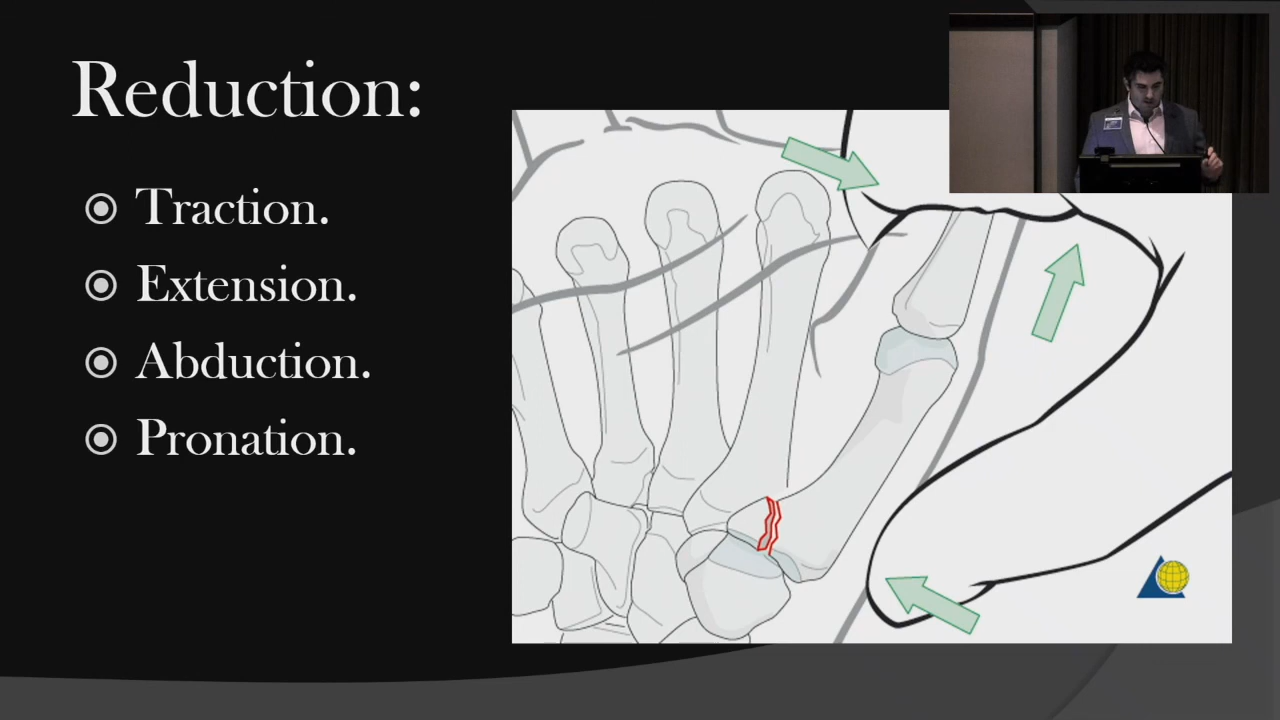 Reduction:
Traction.
Extension.
Abduction.
Pronation.